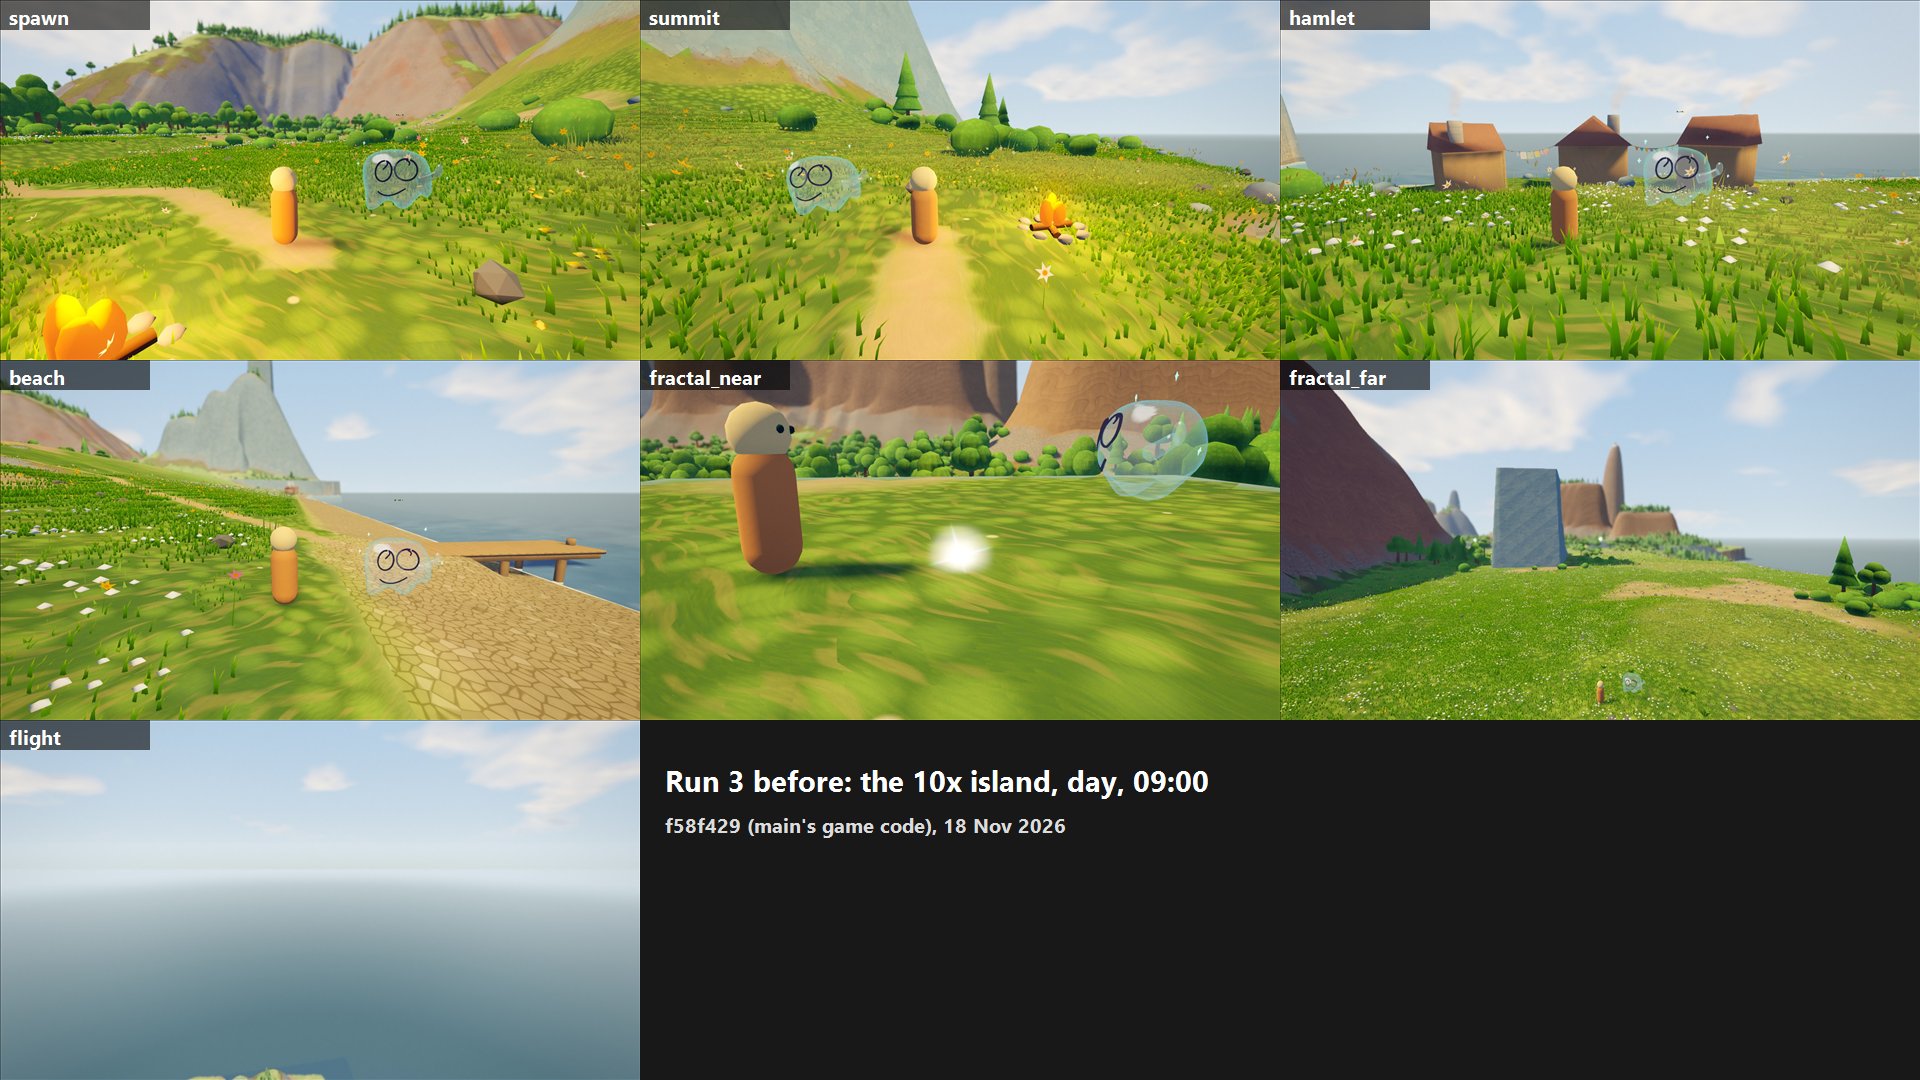 spawn
summit
hamlet
beach
fractal_near
fractal_far
flight
Run 3 before: the 10x island, day, 09:00
f58f429 (main's game code), 18 Nov 2026